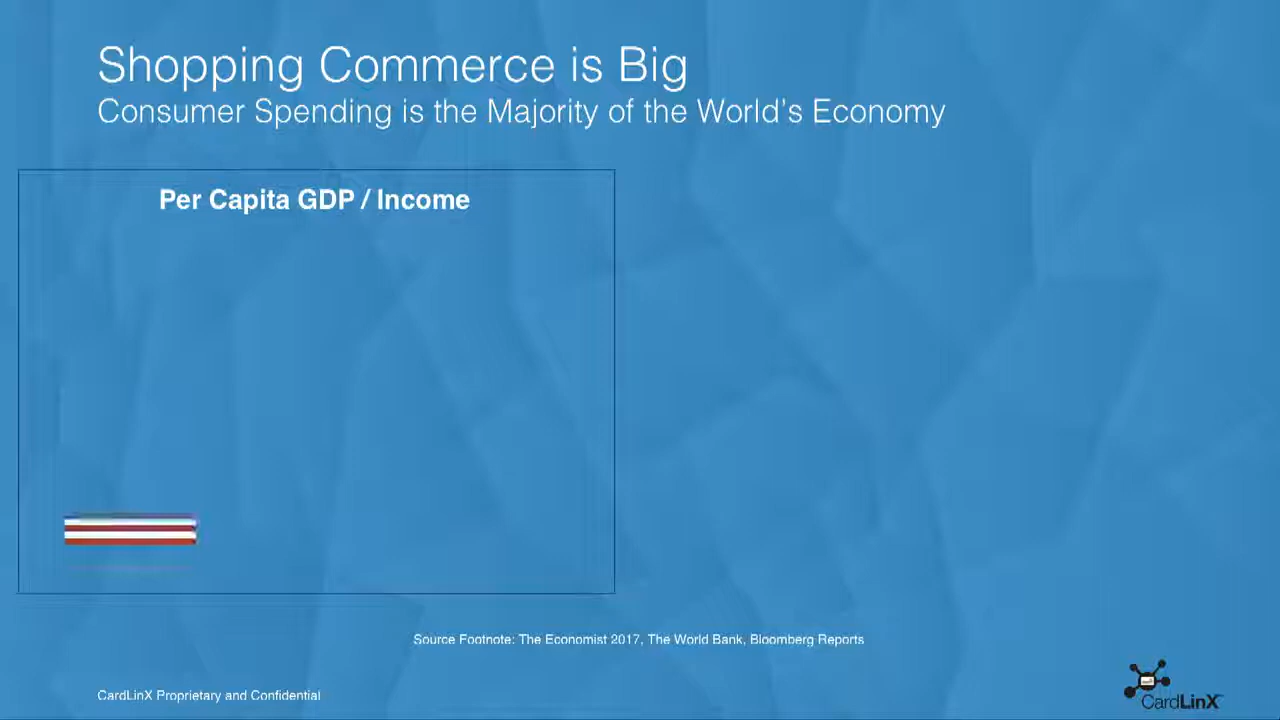 Shopping Commerce is Big
Consumer Spending is the Majority of the World's Economy
Per Capita GDP / Income
Source Footnote: The Economist 2017, The World Bank, Bloomberg Reports
CardLinX Proprietary and Confidential
CardLinX